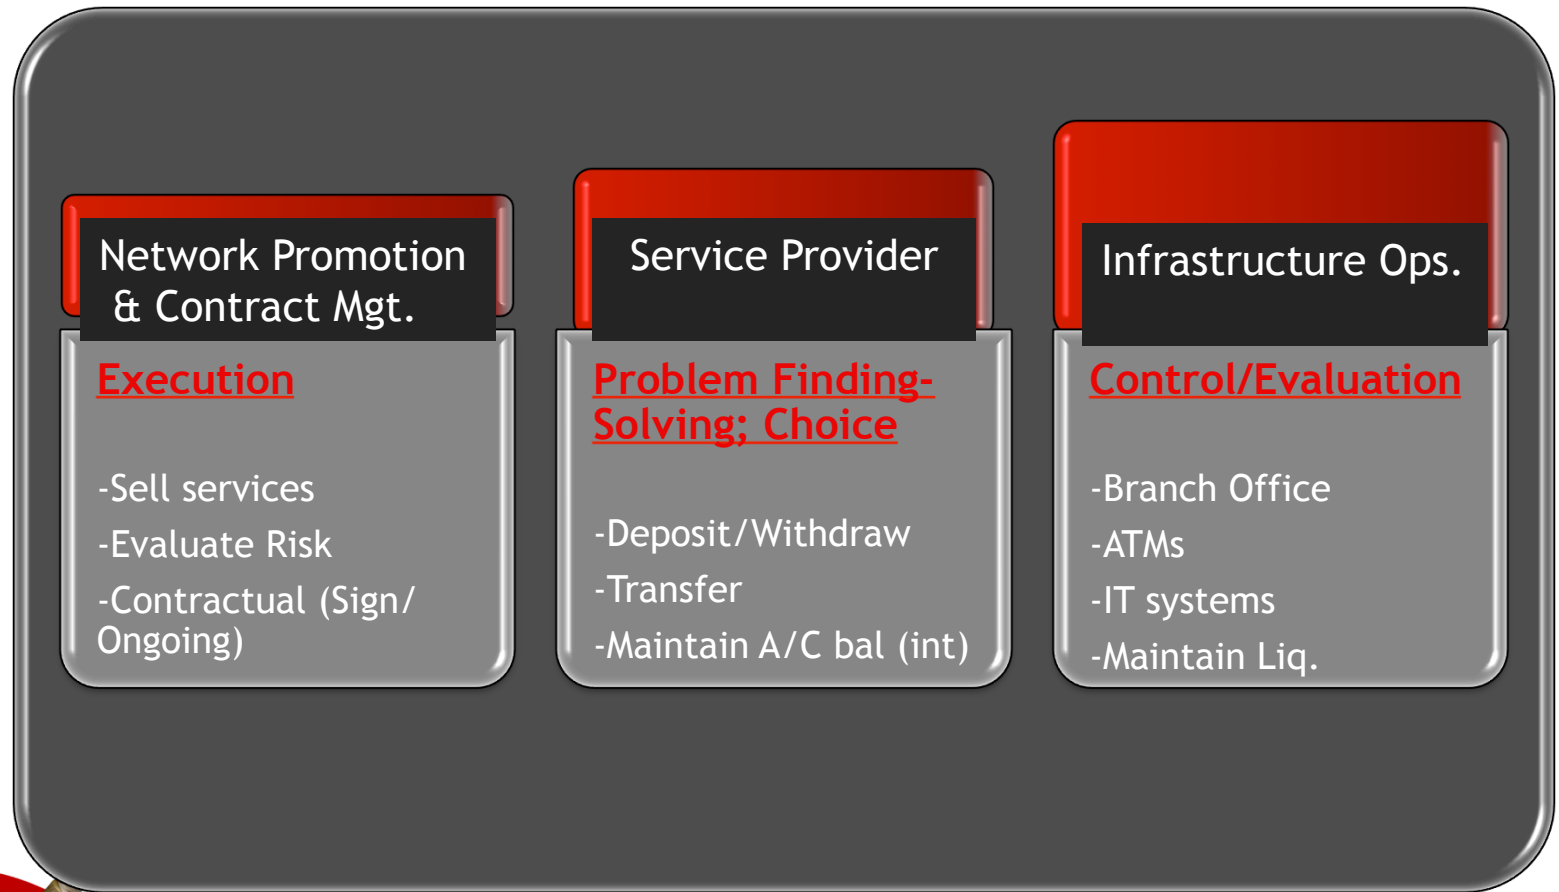 Network Promotion
& Contract Mgt.
Execution
-Sell services
-Evaluate Risk
-Contractual (Sign/
Ongoing)
Service Provider
Problem Finding-
Solving; Choice
-Deposit/Withdraw
-Transfer
-Maintain A/C bal (int)
Infrastructure Ops.
Control/Evaluation
-Branch Office
-ATMs
-IT systems
-Maintain Liq.